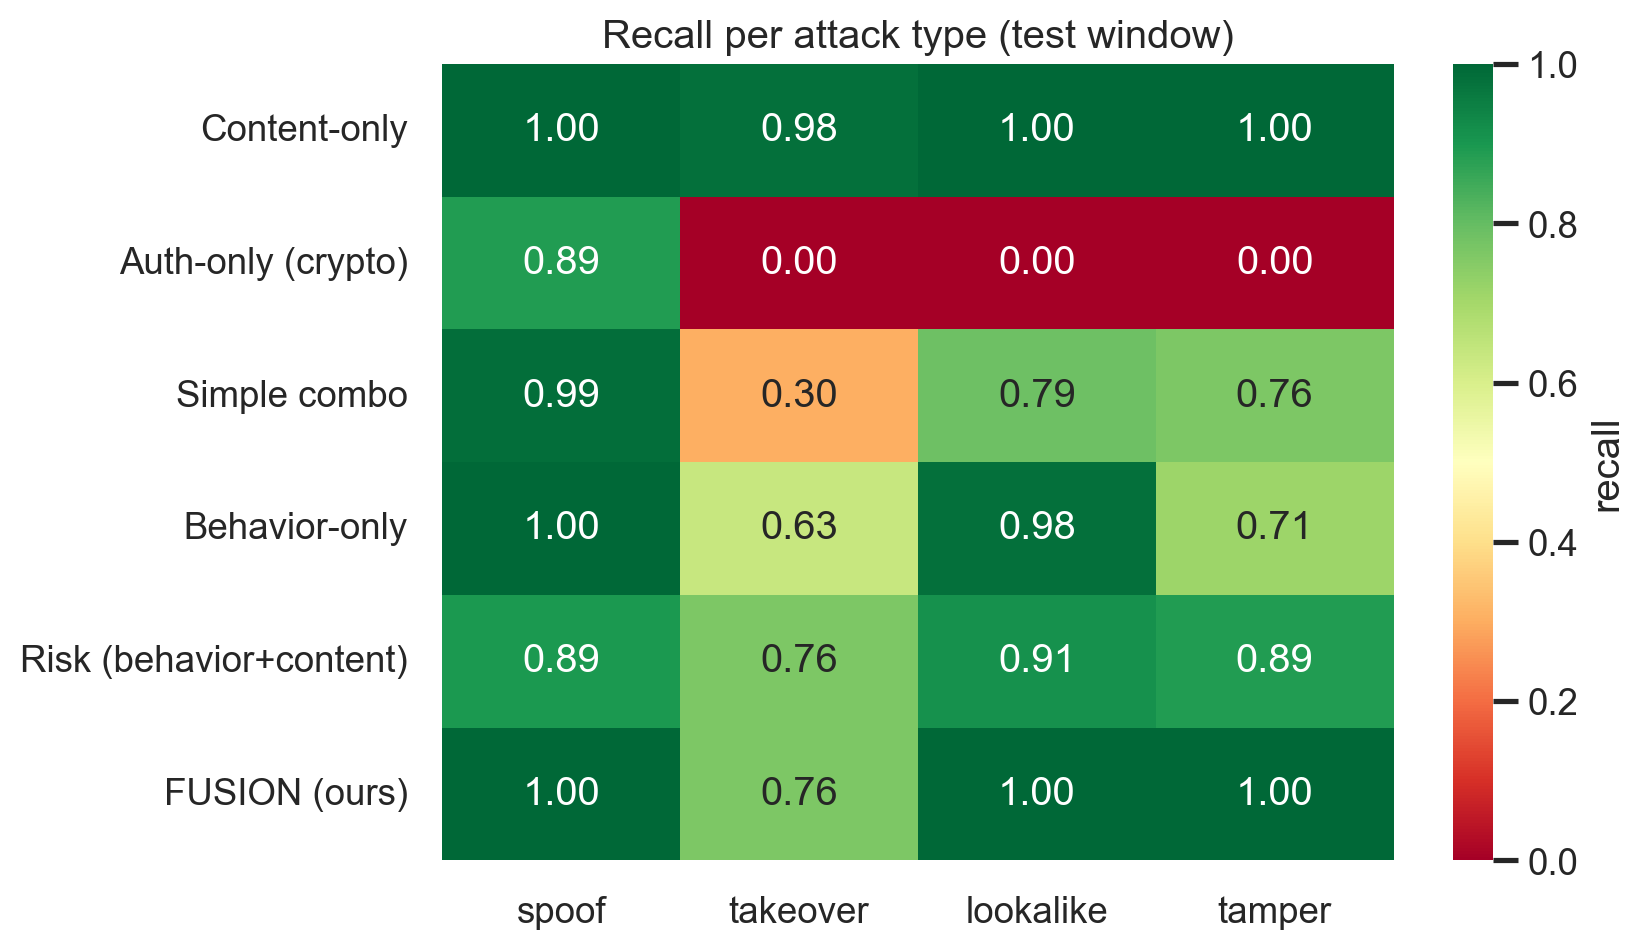 Recall per attack type (test window)
Content-only 1.00 0.98 1.00 1.00
Auth-only (crypto) 0.89 0.00 0.00 0.00
Simple combo 0.99 0.30 0.79 0.76
Behavior-only 1.00 0.63 0.98 0.71
Risk (behavior+content) 0.89 0.76 0.91 0.89
FUSION (ours) 1.00 0.76 1.00 1.00
spoof takeover lookalike tamper
1.0
0.8
0.6
0.4
0.2
0.0
recall